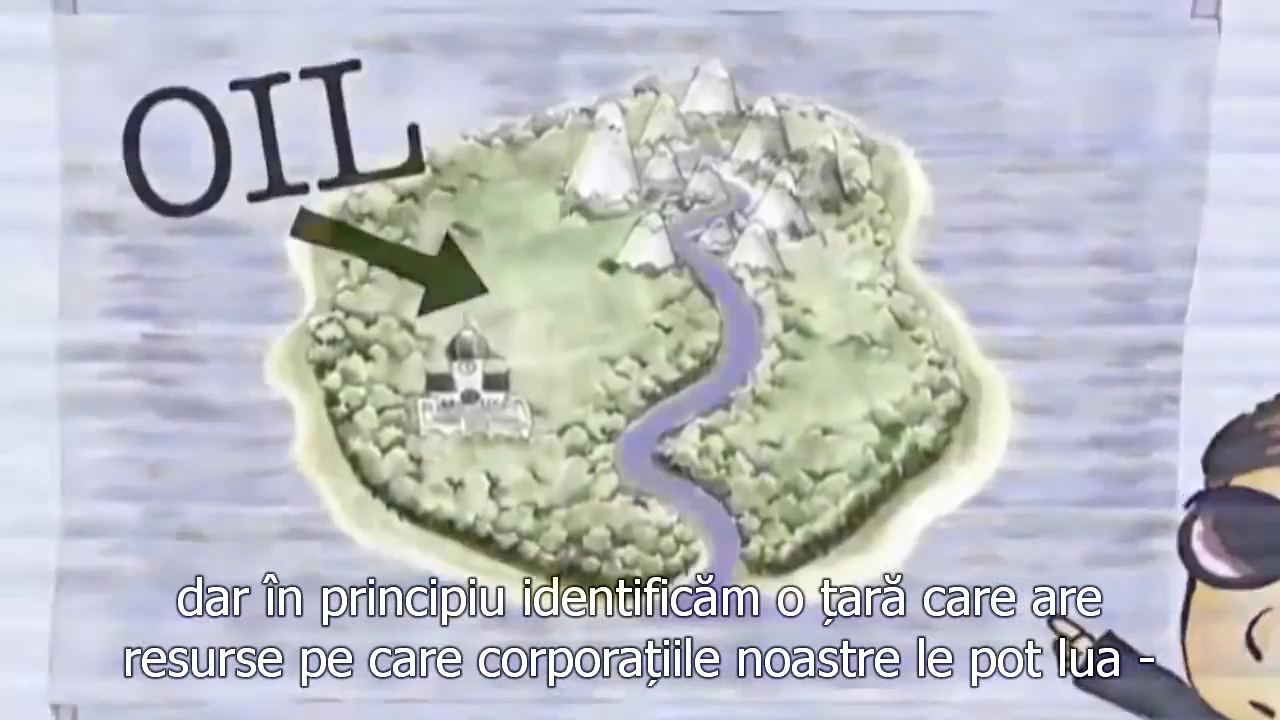 OIL
dar în principiu identificăm o țară care are
resurse pe care corporațiile noastre le pot lua -